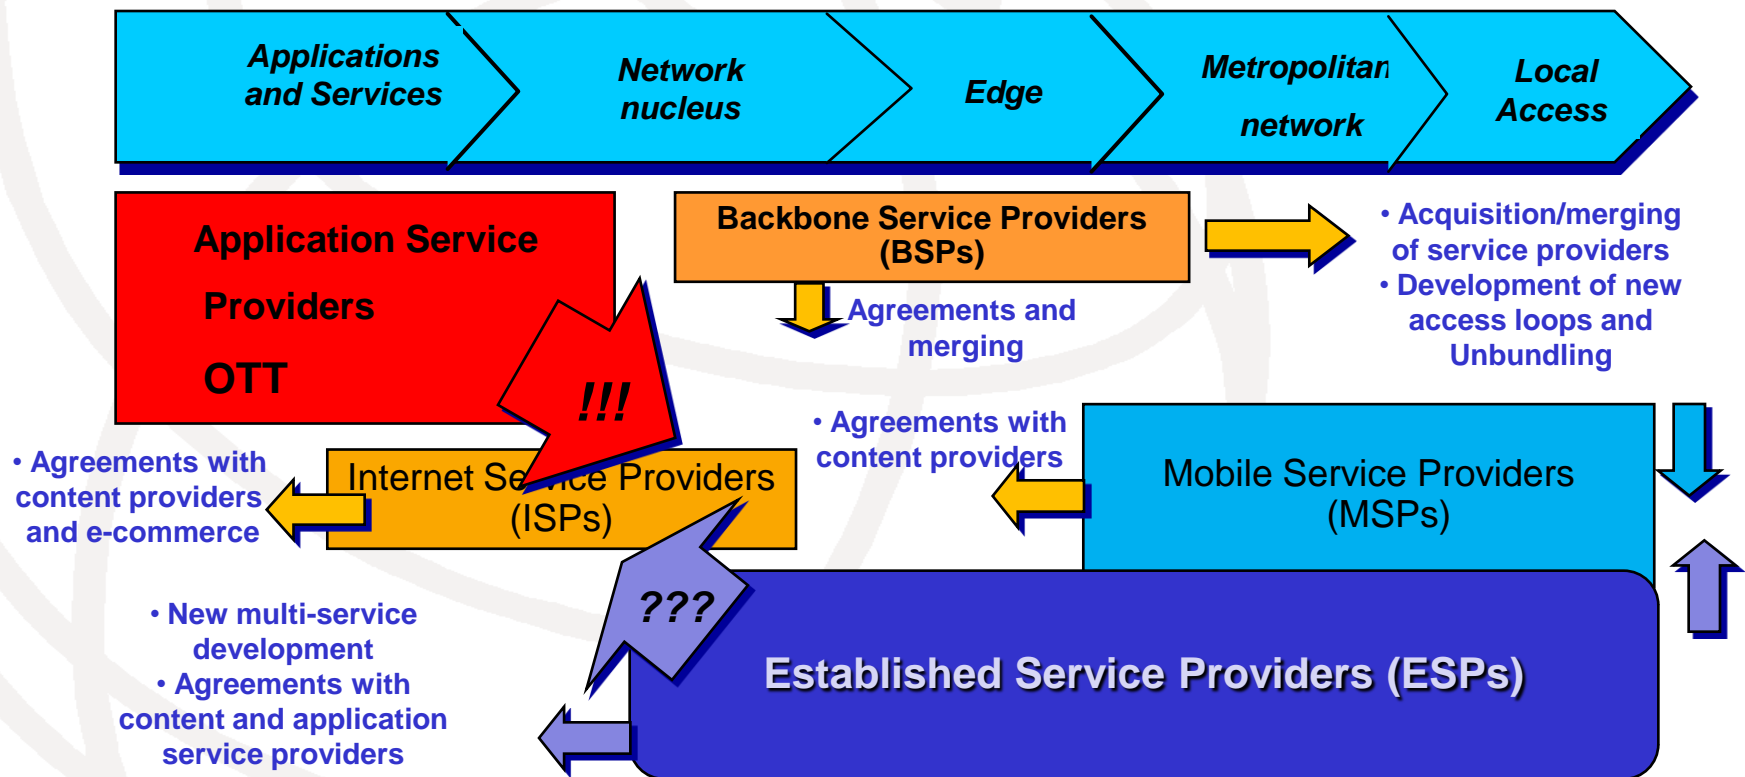 Applications
and Services
Network
nucleus
Edge
Metropolitan
network
Local
Access
Application Service
Providers
OTT
!!!
Backbone Service Providers
(BSPs)
Agreements and
merging
• Acquisition/merging
of service providers
• Development of new
access loops and
Unbundling
• Agreements with
content providers
and e-commerce
Internet Service Providers
(ISPs)
• Agreements with
content providers
Mobile Service Providers
(MSPs)
???
• New multi-service
development
• Agreements with
content and application
service providers
Established Service Providers (ESPs)